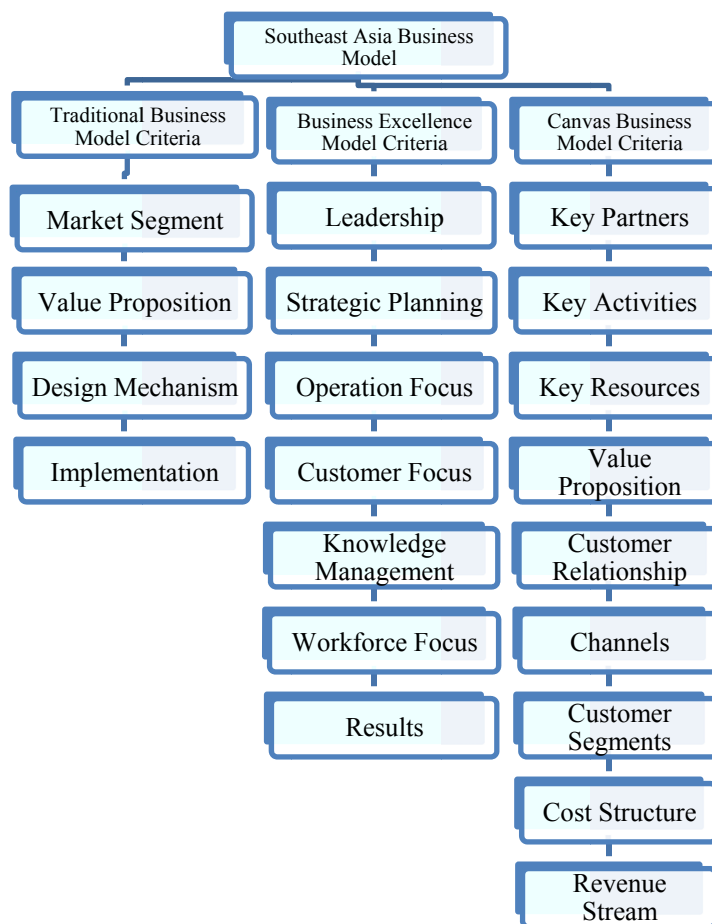 Southeast Asia Business
Model
Traditional Business
Model Criteria
Market Segment
Value Proposition
Design Mechanism
Implementation
Business Excellence
Model Criteria
Leadership
Strategic Planning
Operation Focus
Customer Focus
Knowledge
Management
Workforce Focus
Results
Canvas Business
Model Criteria
Key Partners
Key Activities
Key Resources
Value
Proposition
Customer
Relationship
Channels
Customer
Segments
Cost Structure
Revenue
Stream